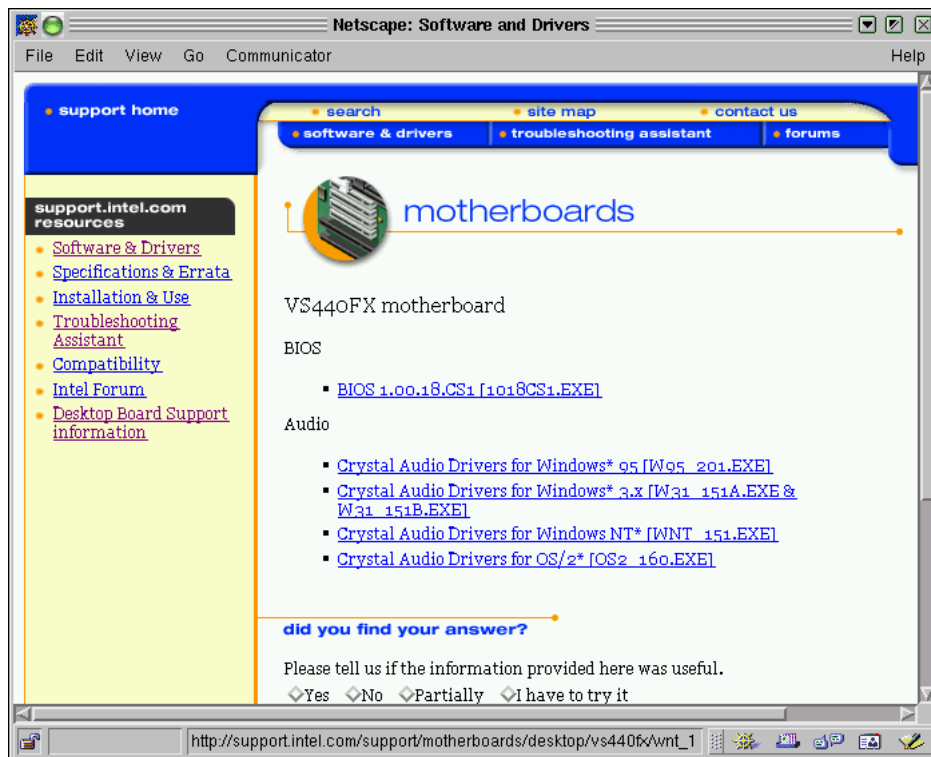 Netscape: Software and Drivers
File Edit View Go Communicator Help
support home
search site map contact us
software & drivers troubleshooting assistant forums
support.intel.com
resources
Software & Drivers
Specifications & Errata
Installation & Use
Troubleshooting
Assistant
Compatibility
Intel Forum
Desktop Board Support
information
motherboards
VS440FX motherboard
BIOS
BIOS 1.00.18.CS1 [1018CS1.EXE]
Audio
Crystal Audio Drivers for Windows* 95 [W95_201.EXE]
Crystal Audio Drivers for Windows* 3.x [W31_151A.EXE &
W31_151B.EXE]
Crystal Audio Drivers for Windows NT* [WNT_151.EXE]
Crystal Audio Drivers for OS/2* [OS2_160.EXE]
did you find your answer?
Please tell us if the information provided here was useful.
Yes No Partially I have to try it
http://support.intel.com/support/motherboards/desktop/vs440fx/wnt_1